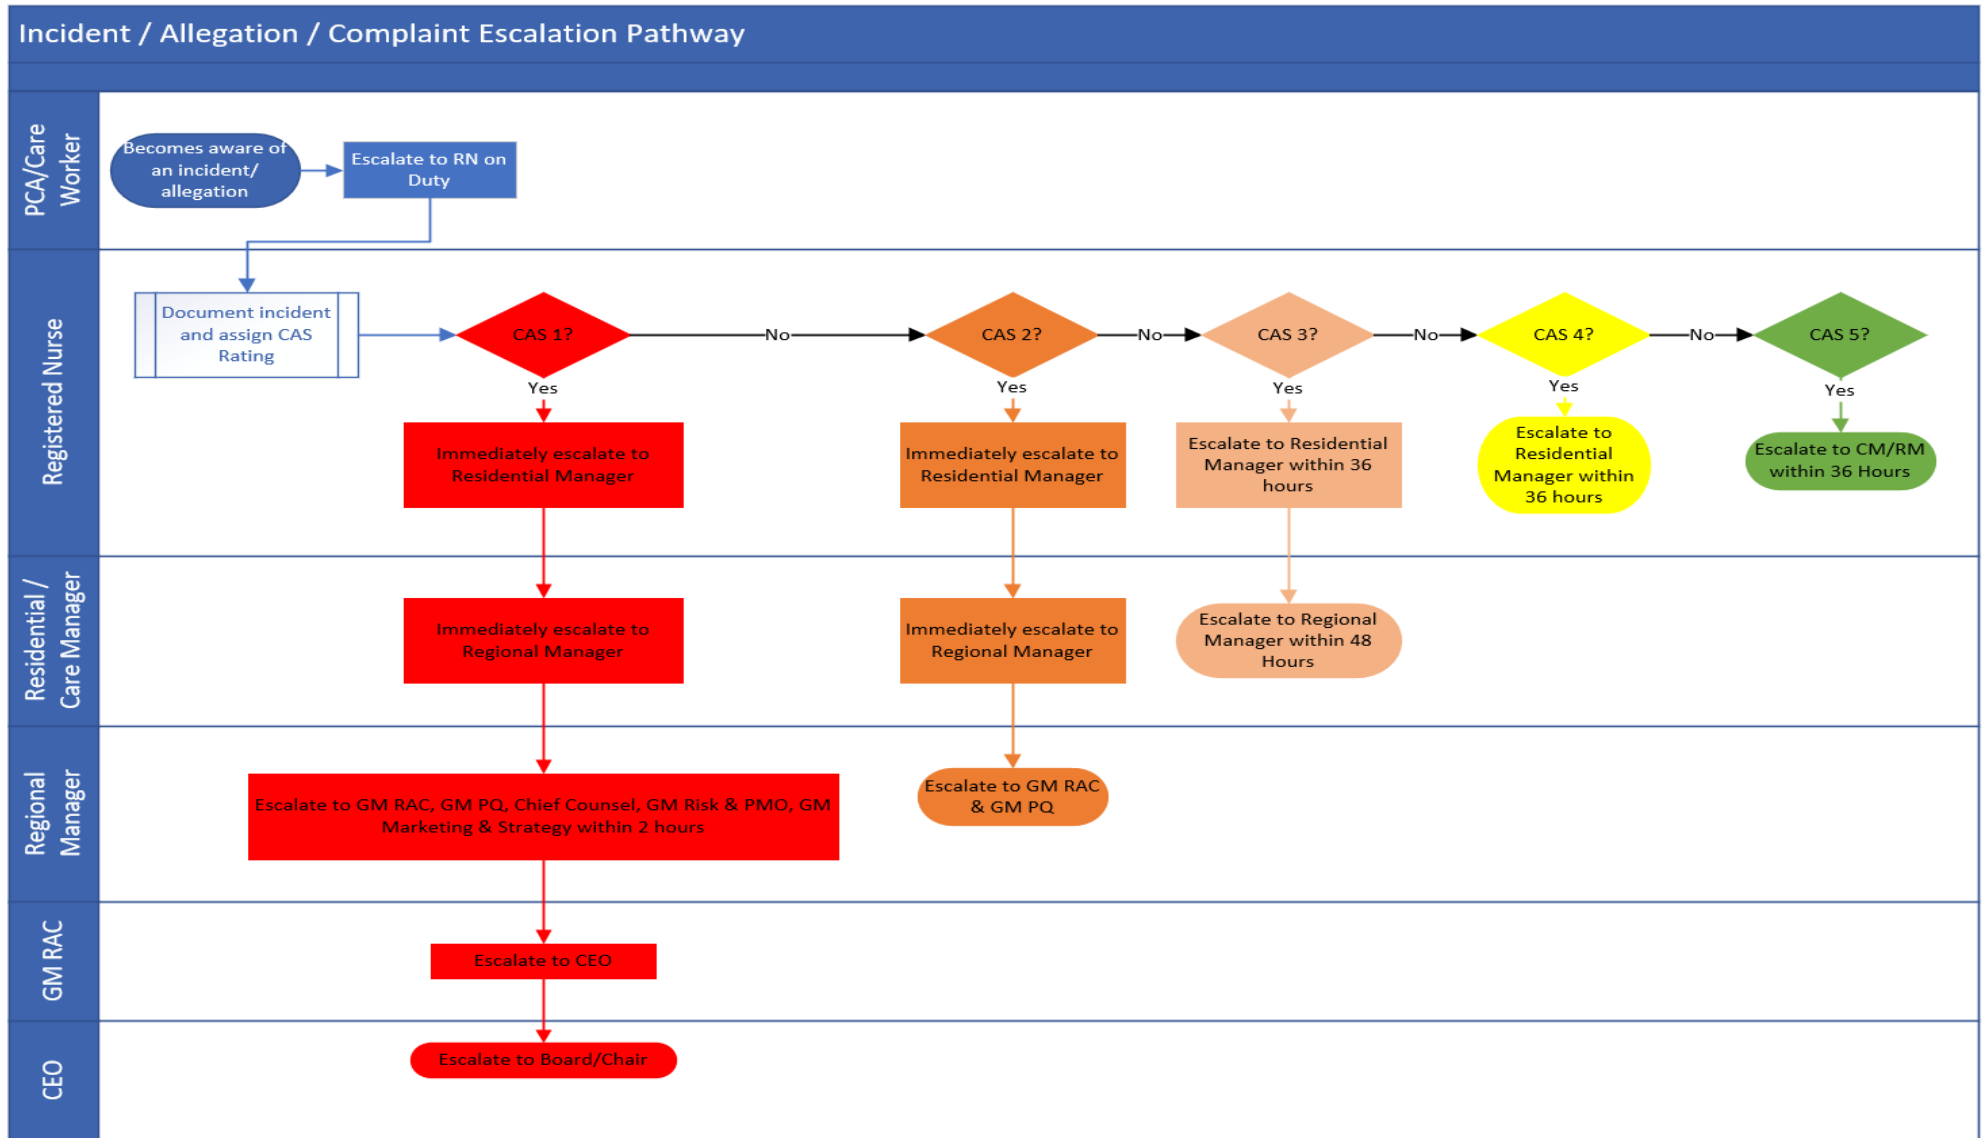 Incident / Allegation / Complaint Escalation Pathway
PCA/Care
Worker
Becomes aware of
an incident/
allegation
Escalate to RN on
Duty
Registered Nurse
Document incident
and assign CAS
Rating
CAS 1?
No
CAS 2?
No
CAS 3?
No
CAS 4?
No
CAS 5?
Yes
Yes
Yes
Yes
Yes
Immediately escalate to
Residential Manager
Immediately escalate to
Residential Manager
Escalate to Residential
Manager within 36
hours
Escalate to
Residential
Manager within
36 hours
Escalate to CM/RM
within 36 Hours
Residential /
Care Manager
Immediately escalate to
Regional Manager
Immediately escalate to
Regional Manager
Escalate to Regional
Manager within 48
Hours
Regional
Manager
Escalate to GM RAC, GM PQ, Chief Counsel, GM Risk & PMO, GM
Marketing & Strategy within 2 hours
Escalate to GM RAC
& GM PQ
GM RAC
Escalate to CEO
CEO
Escalate to Board/Chair